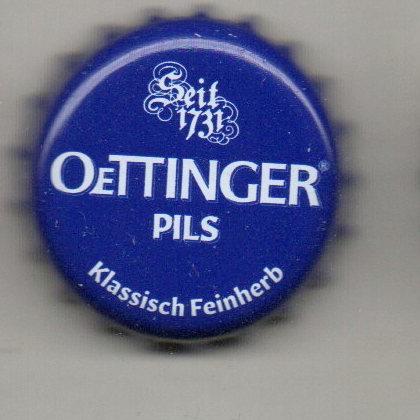 Seit
1731
OeTTINGER®
PILS
Klassisch Feinherb